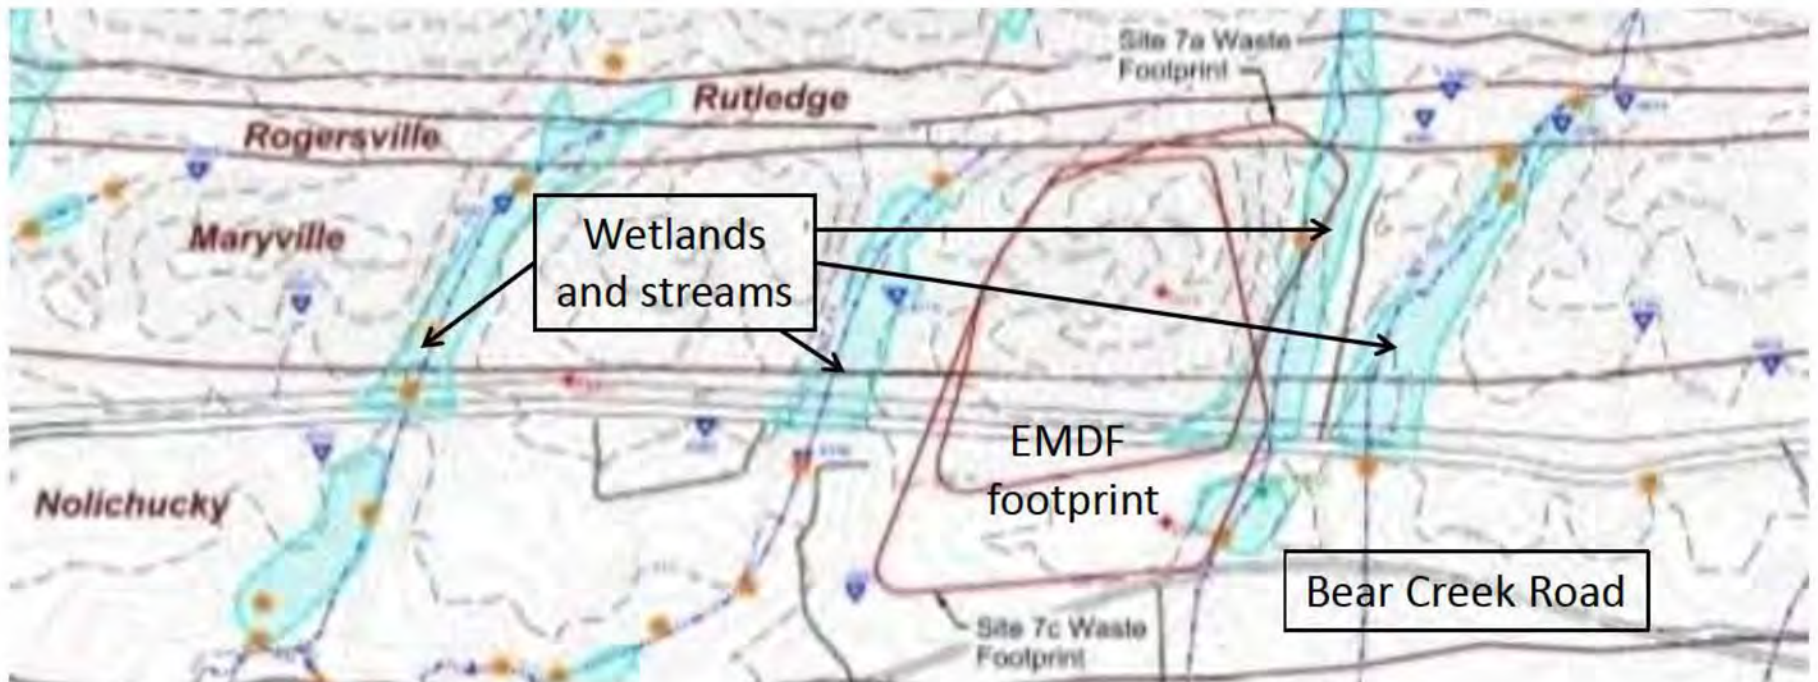 Site 7a Waste
Footprint
Rutledge
Rogersville
Maryville
Wetlands
and streams
EMDF
footprint
Nolichucky
Bear Creek Road
Site 7c Waste
Footprint